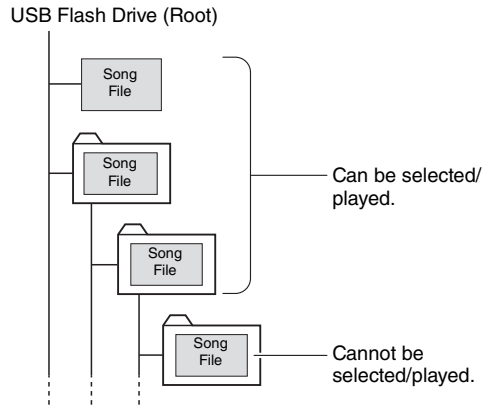 USB Flash Drive (Root)
Song
File
Song
File
Can be selected/
played.
Song
File
Song
File
Cannot be
selected/played.